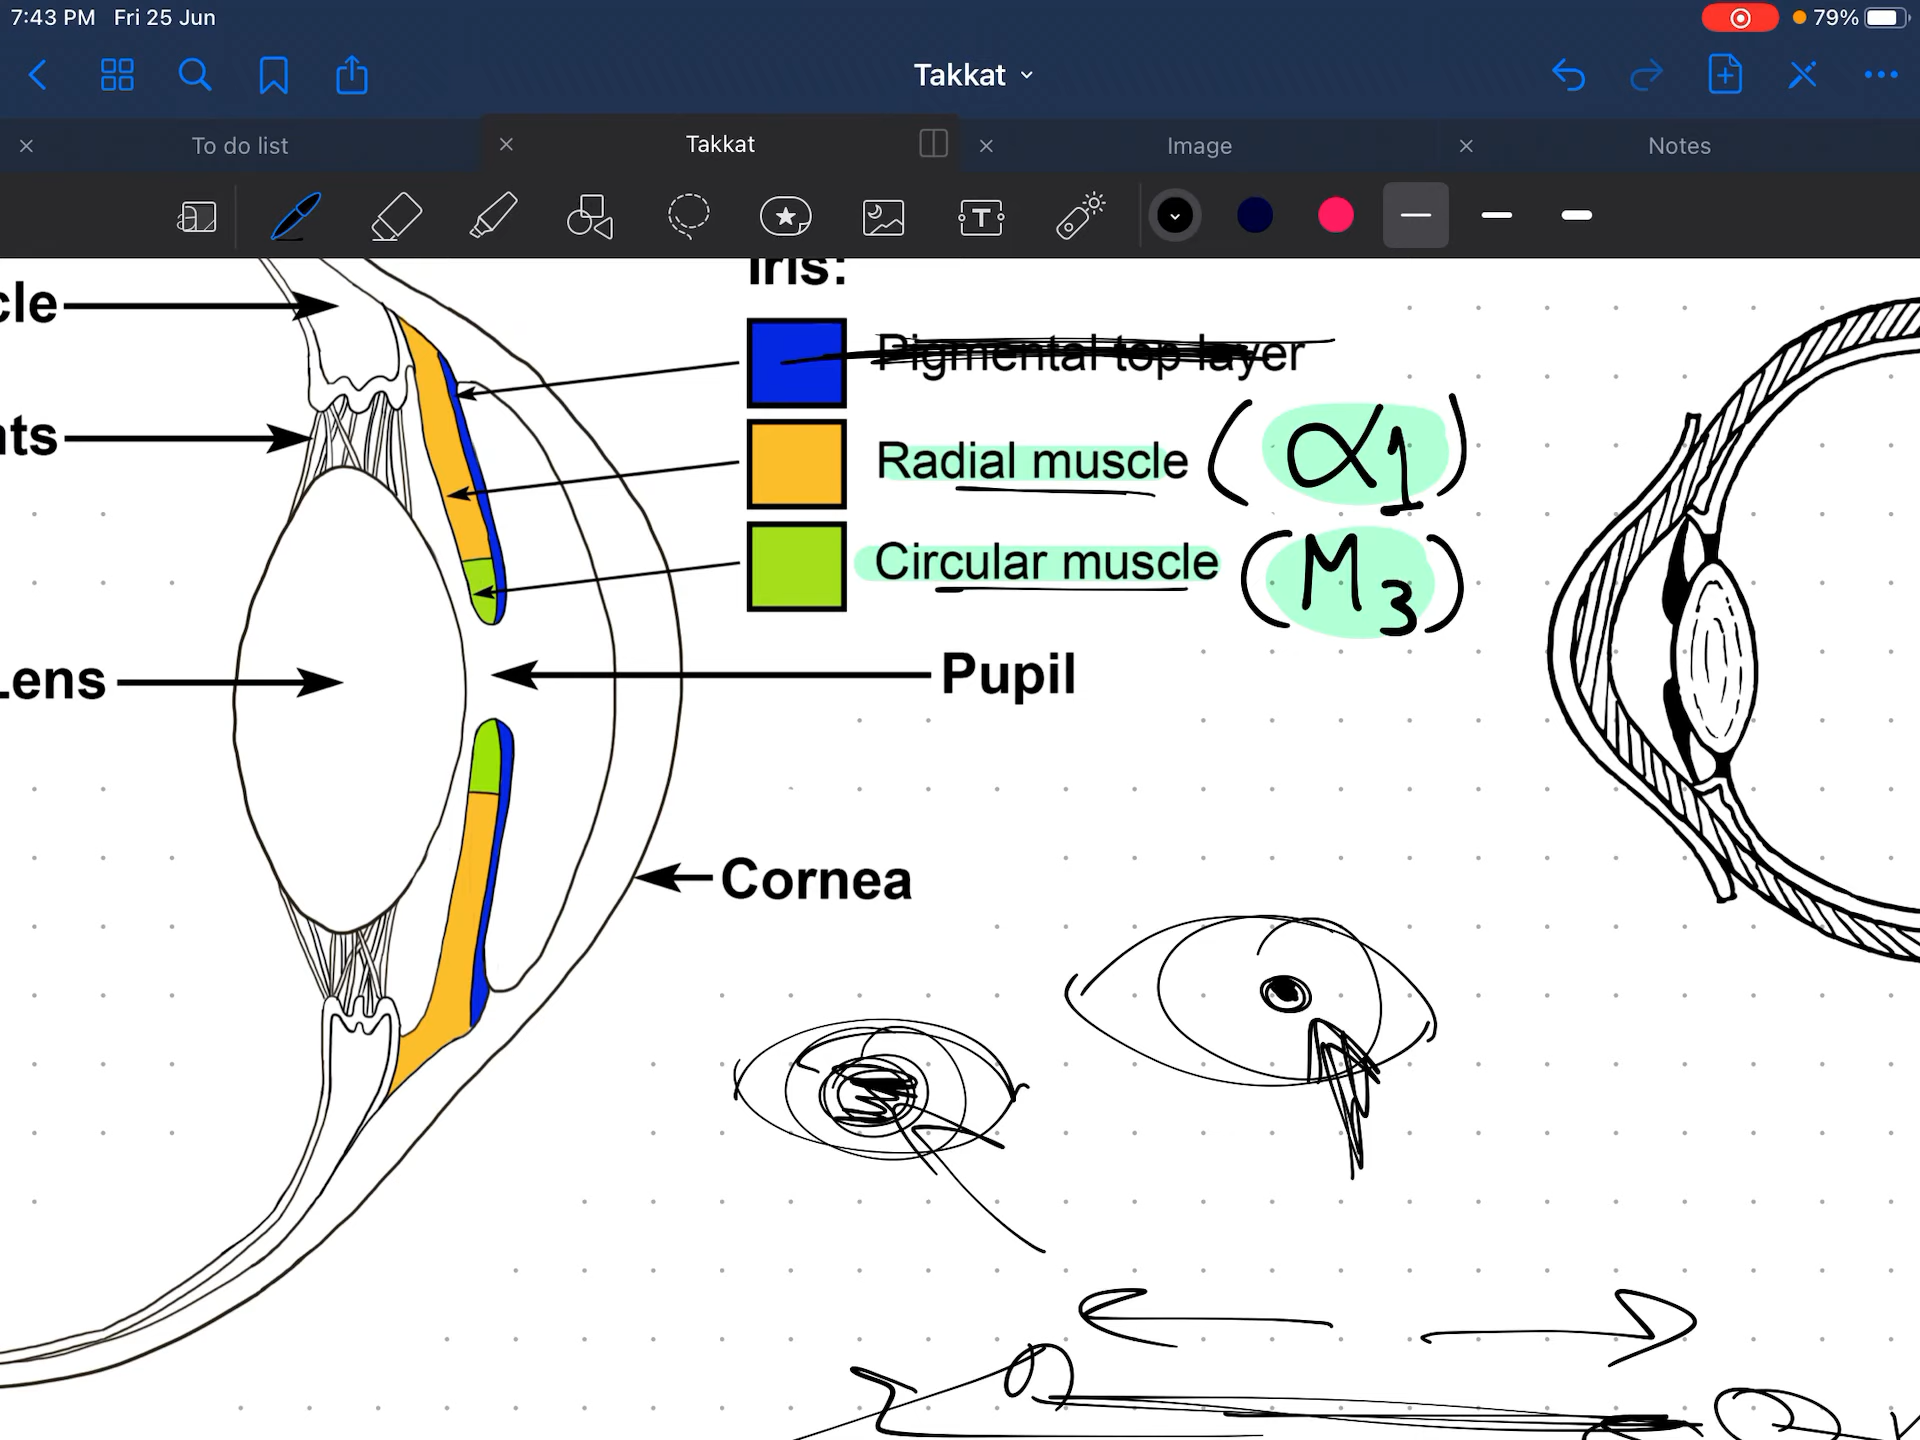 7:43 PM Fri 25 Jun
79%
Takkat
To do list
Takkat
Image
Notes
Iris:
cle
Pigmental top layer
nts
Radial muscle (α1)
Circular muscle (M3)
Lens
Pupil
Cornea